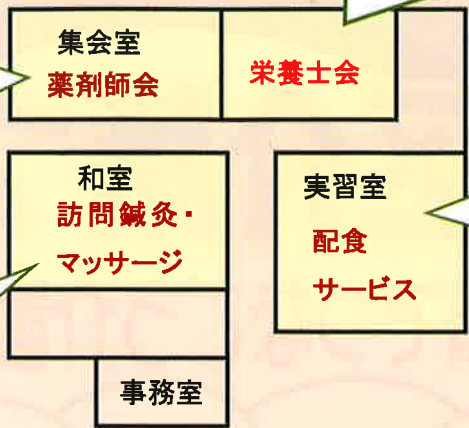 集会室
薬剤師会
栄養士会
和室
訪問鍼灸・
マッサージ
実習室
配食
サービス
事務室